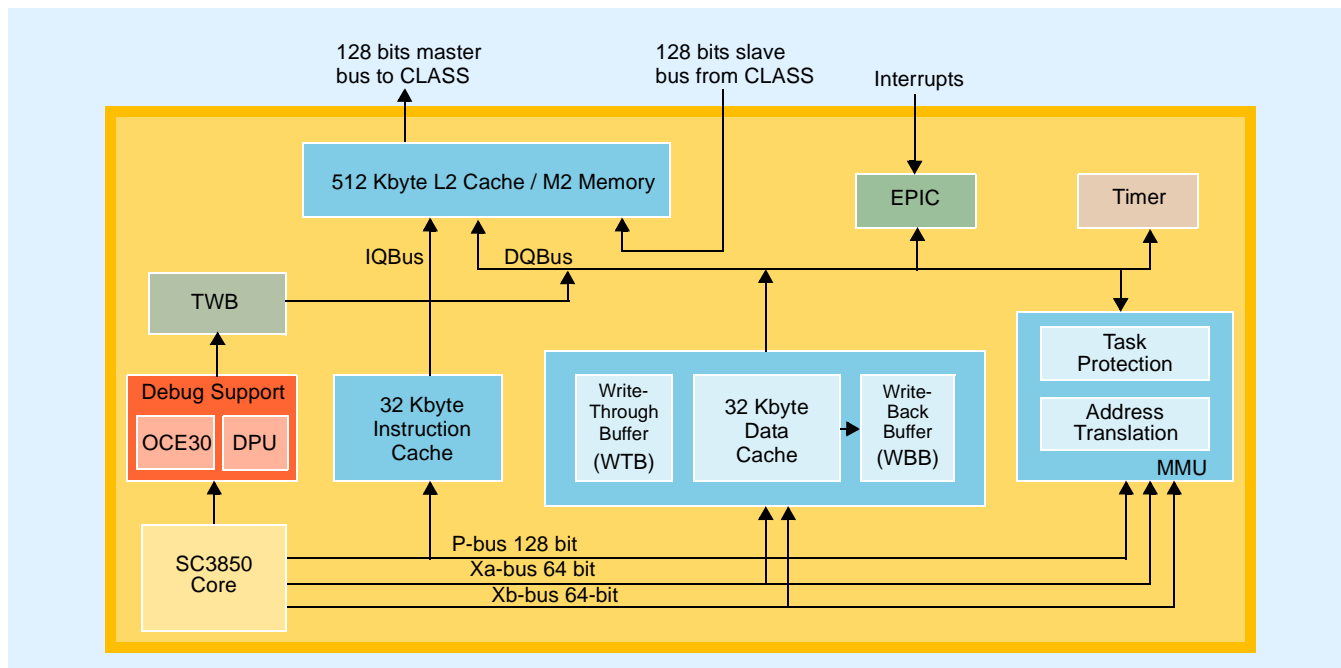 128 bits master
bus to CLASS
128 bits slave
bus from CLASS
Interrupts
512 Kbyte L2 Cache / M2 Memory
EPIC
Timer
IQBus
DQBus
TWB
Task
Protection
Address
Translation
MMU
Debug Support
OCE30
DPU
32 Kbyte
Instruction
Cache
Write-
Through
Buffer
(WTB)
32 Kbyte
Data
Cache
Write-
Back
Buffer
(WBB)
SC3850
Core
P-bus 128 bit
Xa-bus 64 bit
Xb-bus 64-bit